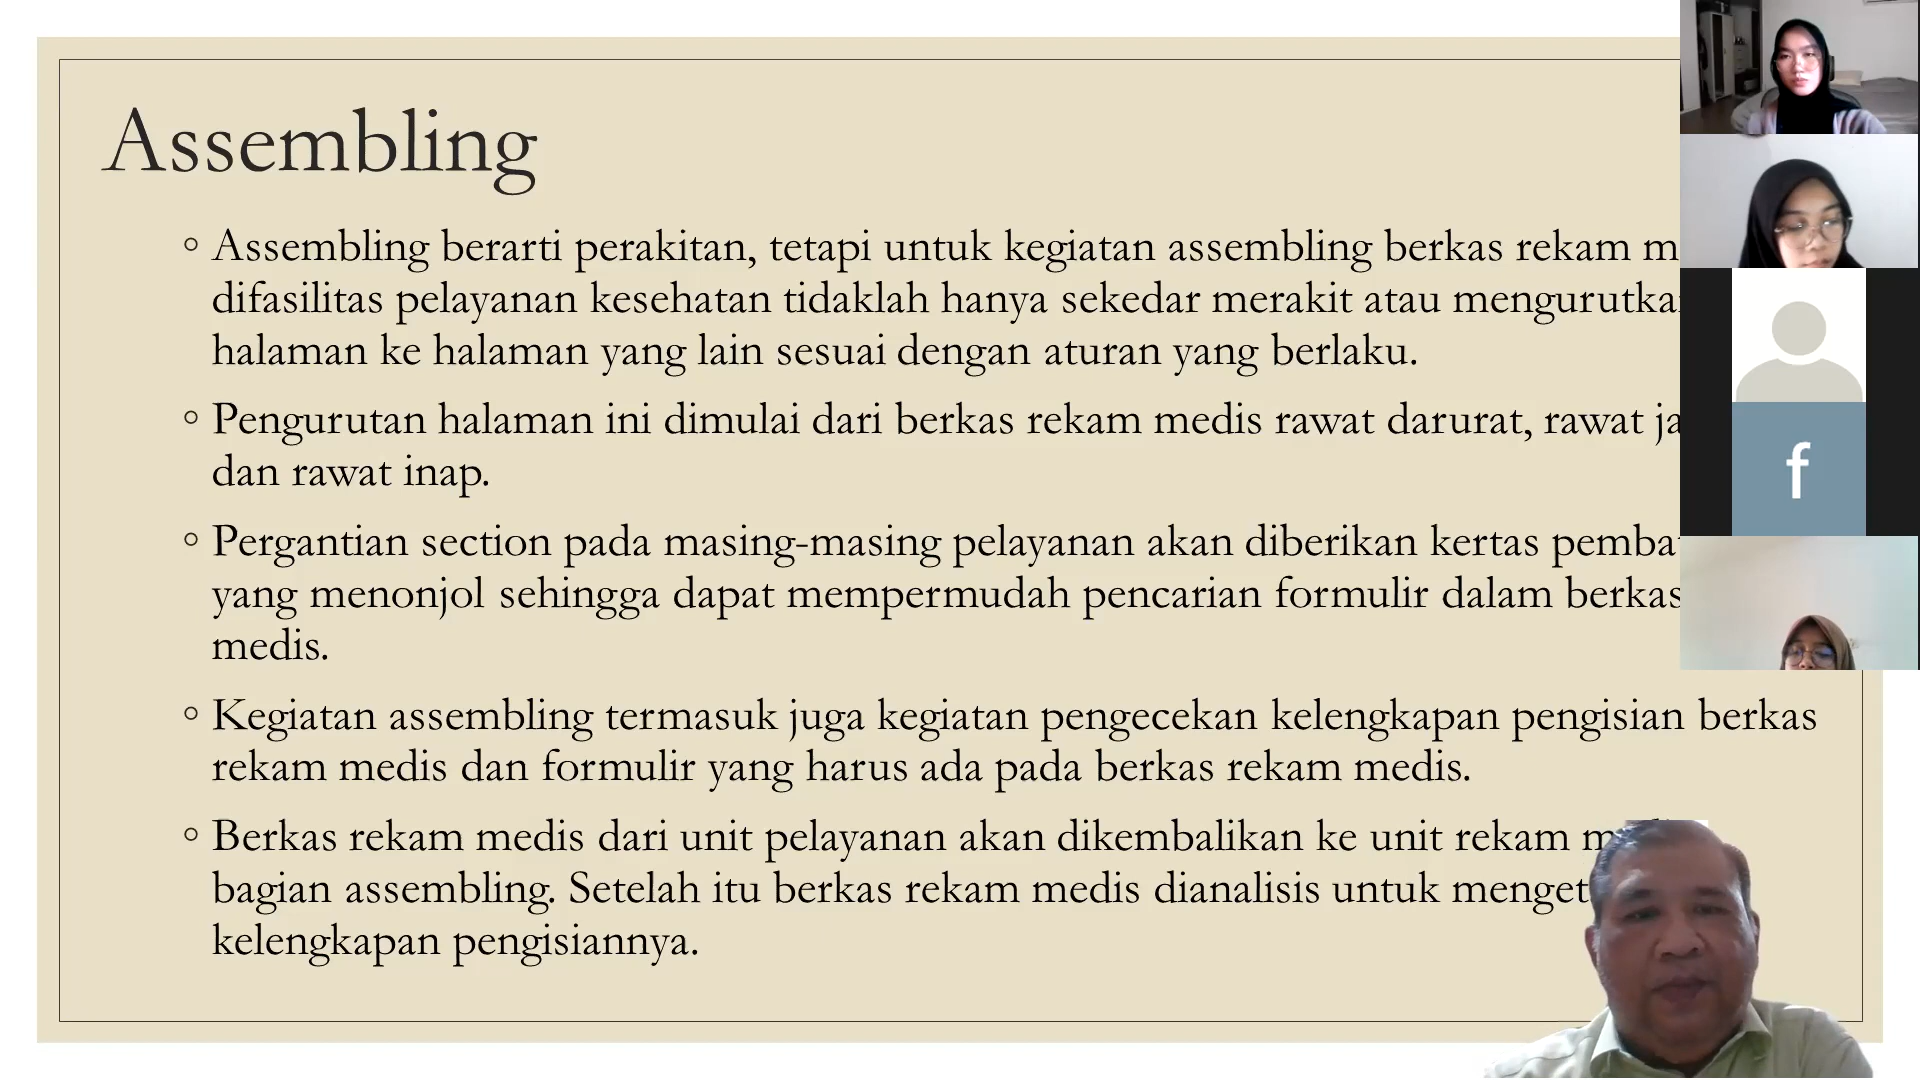 Assembling
Assembling berarti perakitan, tetapi untuk kegiatan assembling berkas rekam
difasilitas pelayanan kesehatan tidaklah hanya sekedar merakit atau
halaman ke halaman yang lain sesuai dengan aturan yang berlaku.
Pengurutan halaman ini dimulai dari berkas rekam medis rawat darurat, rawat
dan rawat inap.
Pergantian section pada masing-masing pelayanan akan diberikan kertas
yang menonjol sehingga dapat mempermudah pencarian formulir dalam berkas
medis.
Kegiatan assembling termasuk juga kegiatan pengecekan kelengkapan pengisian berkas
rekam medis dan formulir yang harus ada pada berkas rekam medis.
Berkas rekam medis dari unit pelayanan akan dikembalikan ke unit rekam
bagian assembling. Setelah itu berkas rekam medis dianalisis untuk
kelengkapan pengisiannya.
f